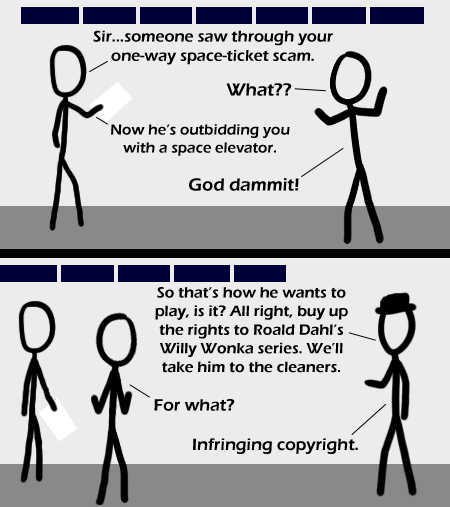 Sir...someone saw through your
one-way space-ticket scam.
What??
Now he's outbidding you
with a space elevator.
God dammit!
So that's how he wants to
play, is it? All right, buy up
the rights to Roald Dahl's
Willy Wonka series. We'll
take him to the cleaners.
For what?
Infringing copyright.